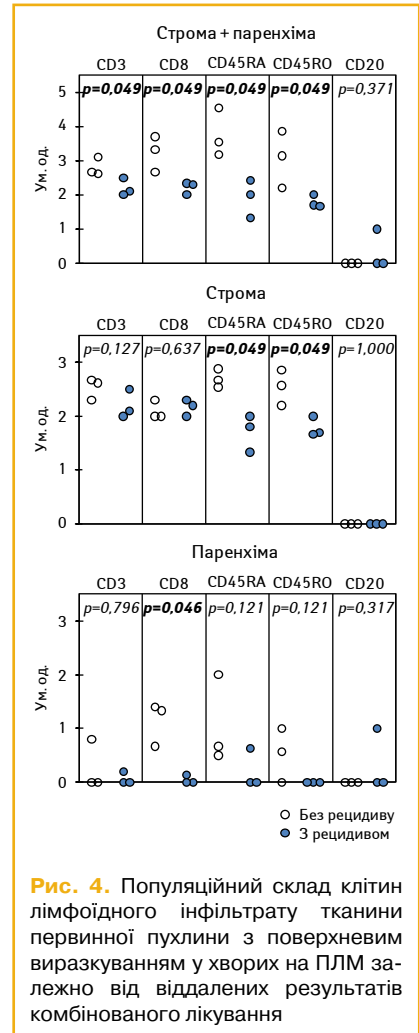 Строма + паренхіма
CD3 CD8 CD45RA CD45RO CD20
p=0,049 p=0,049 p=0,049 p=0,049 p=0,371
Ум. од.
5
4
3
2
1
0
Строма
CD3 CD8 CD45RA CD45RO CD20
p=0,127 p=0,637 p=0,049 p=0,049 p=1,000
Ум. од.
3
2
1
0
Паренхіма
CD3 CD8 CD45RA CD45RO CD20
p=0,796 p=0,046 p=0,121 p=0,121 p=0,317
Ум. од.
3
2
1
0
Без рецидиву
З рецидивом
Рис. 4. Популяційний склад клітин
лімфоїдного інфільтрату тканини
первинної пухлини з поверхневим
виразкуванням у хворих на ПЛМ за-
лежно від віддалених результатів
комбінованого лікування